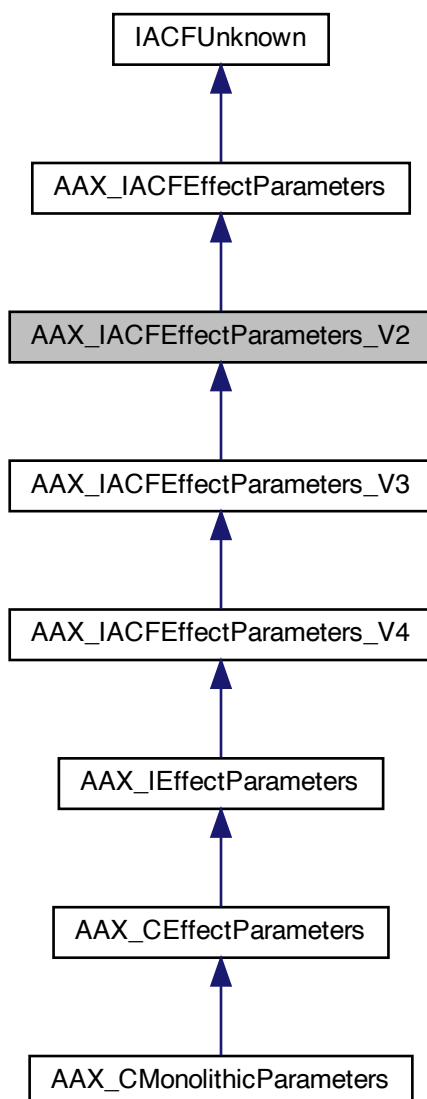 IACFUnknown
AAX_IACFEffectParameters
AAX_IACFEffectParameters_V2
AAX_IACFEffectParameters_V3
AAX_IACFEffectParameters_V4
AAX_IEffectParameters
AAX_CEffectParameters
AAX_CMonolithicParameters